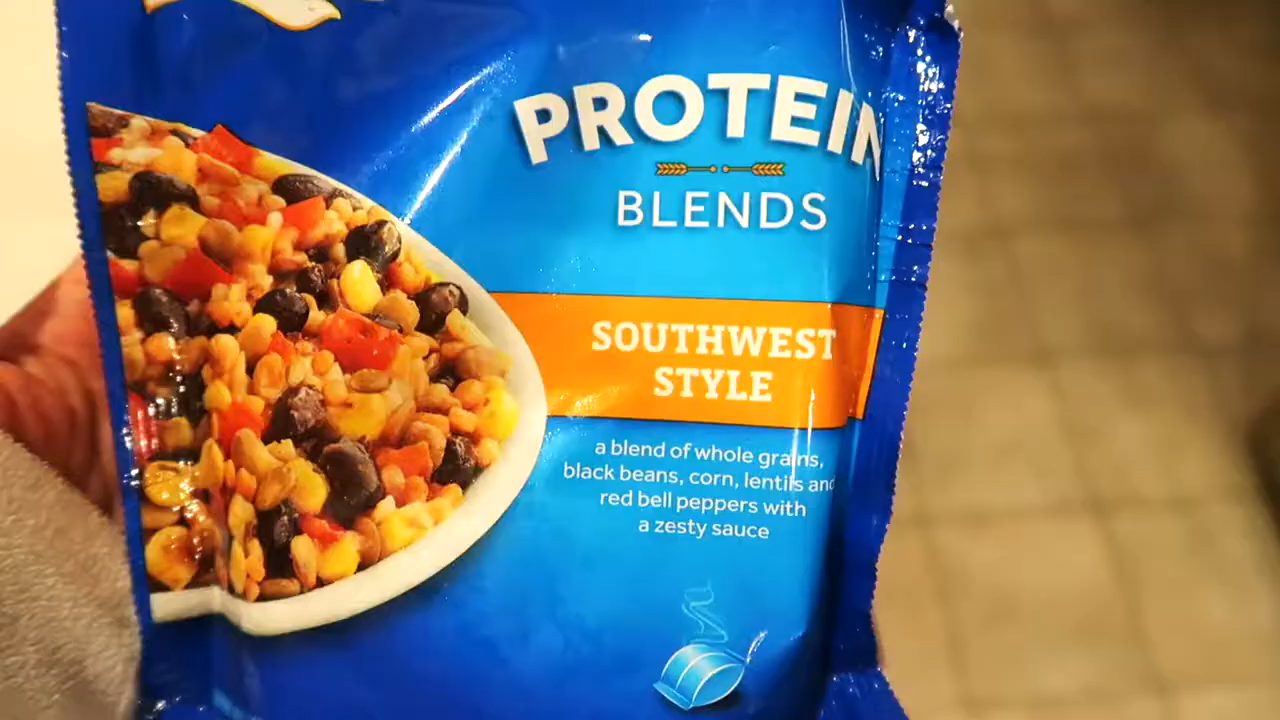 PROTEIN
BLENDS
SOUTHWEST
STYLE
a blend of whole grains,
black beans, corn, lentils and
red bell peppers with
a zesty sauce